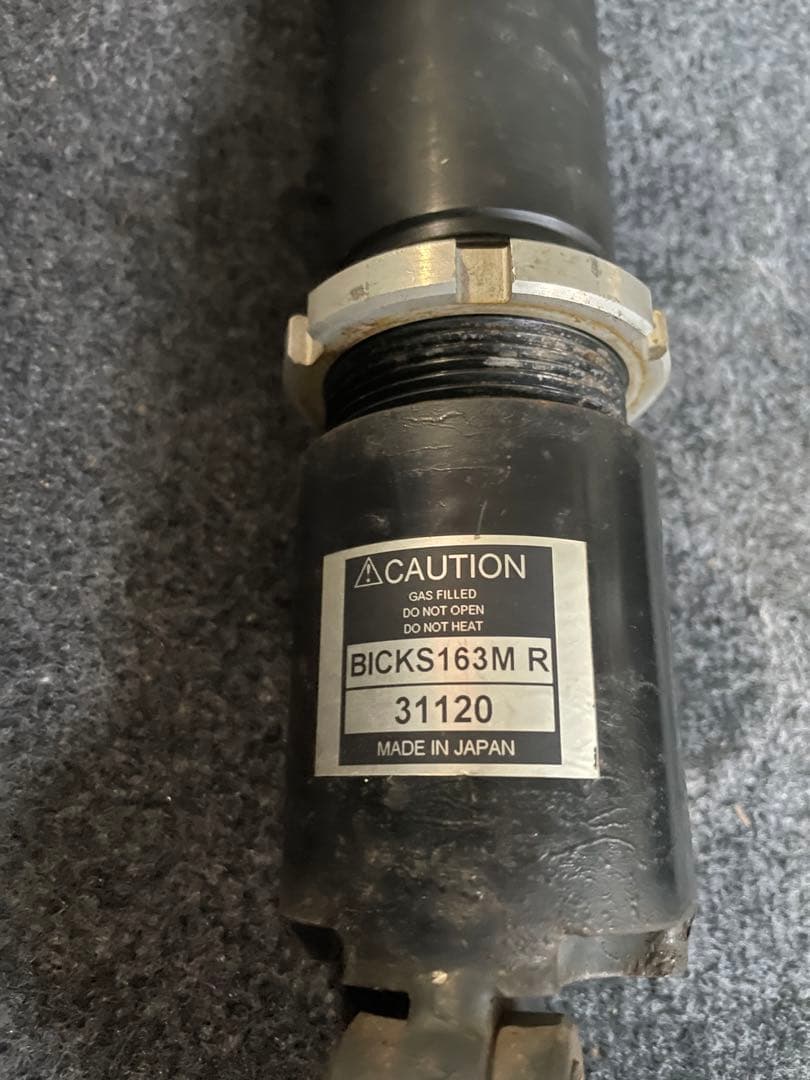 CAUTION
GAS FILLED
DO NOT OPEN
DO NOT HEAT
BICKS163M R
31120
MADE IN JAPAN